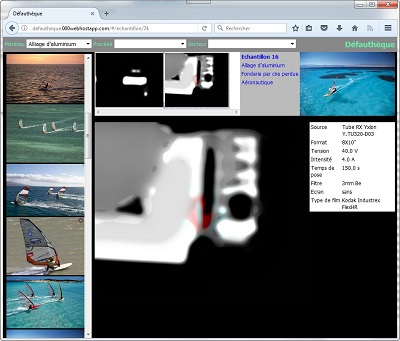 Défauthèque
defautheque.000webhostapp.com/#/echantillon/74
Rechercher
Matériau Alliage d'aluminium Procédé Secteur Défauthèque
Echantillon 16
Alliage d'aluminium
Fonderie par cire perdue
Aéronautique
Source Tube RX Yxlon Y.TU320-D03
Format 8X10"
Tension 40.0 V
Intensité 4.0 A
Temps de pose 150.0 s
Filtre 3mm Be
Ecran sans
Type de film Kodak Industrex FlexHR